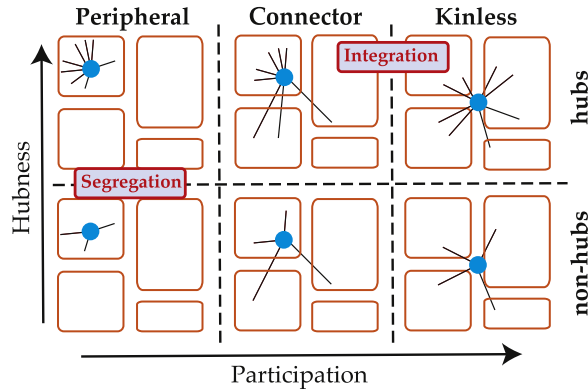 Peripheral Connector Kinless
Integration
hubs
Hubness
Segregation
non-hubs
Participation